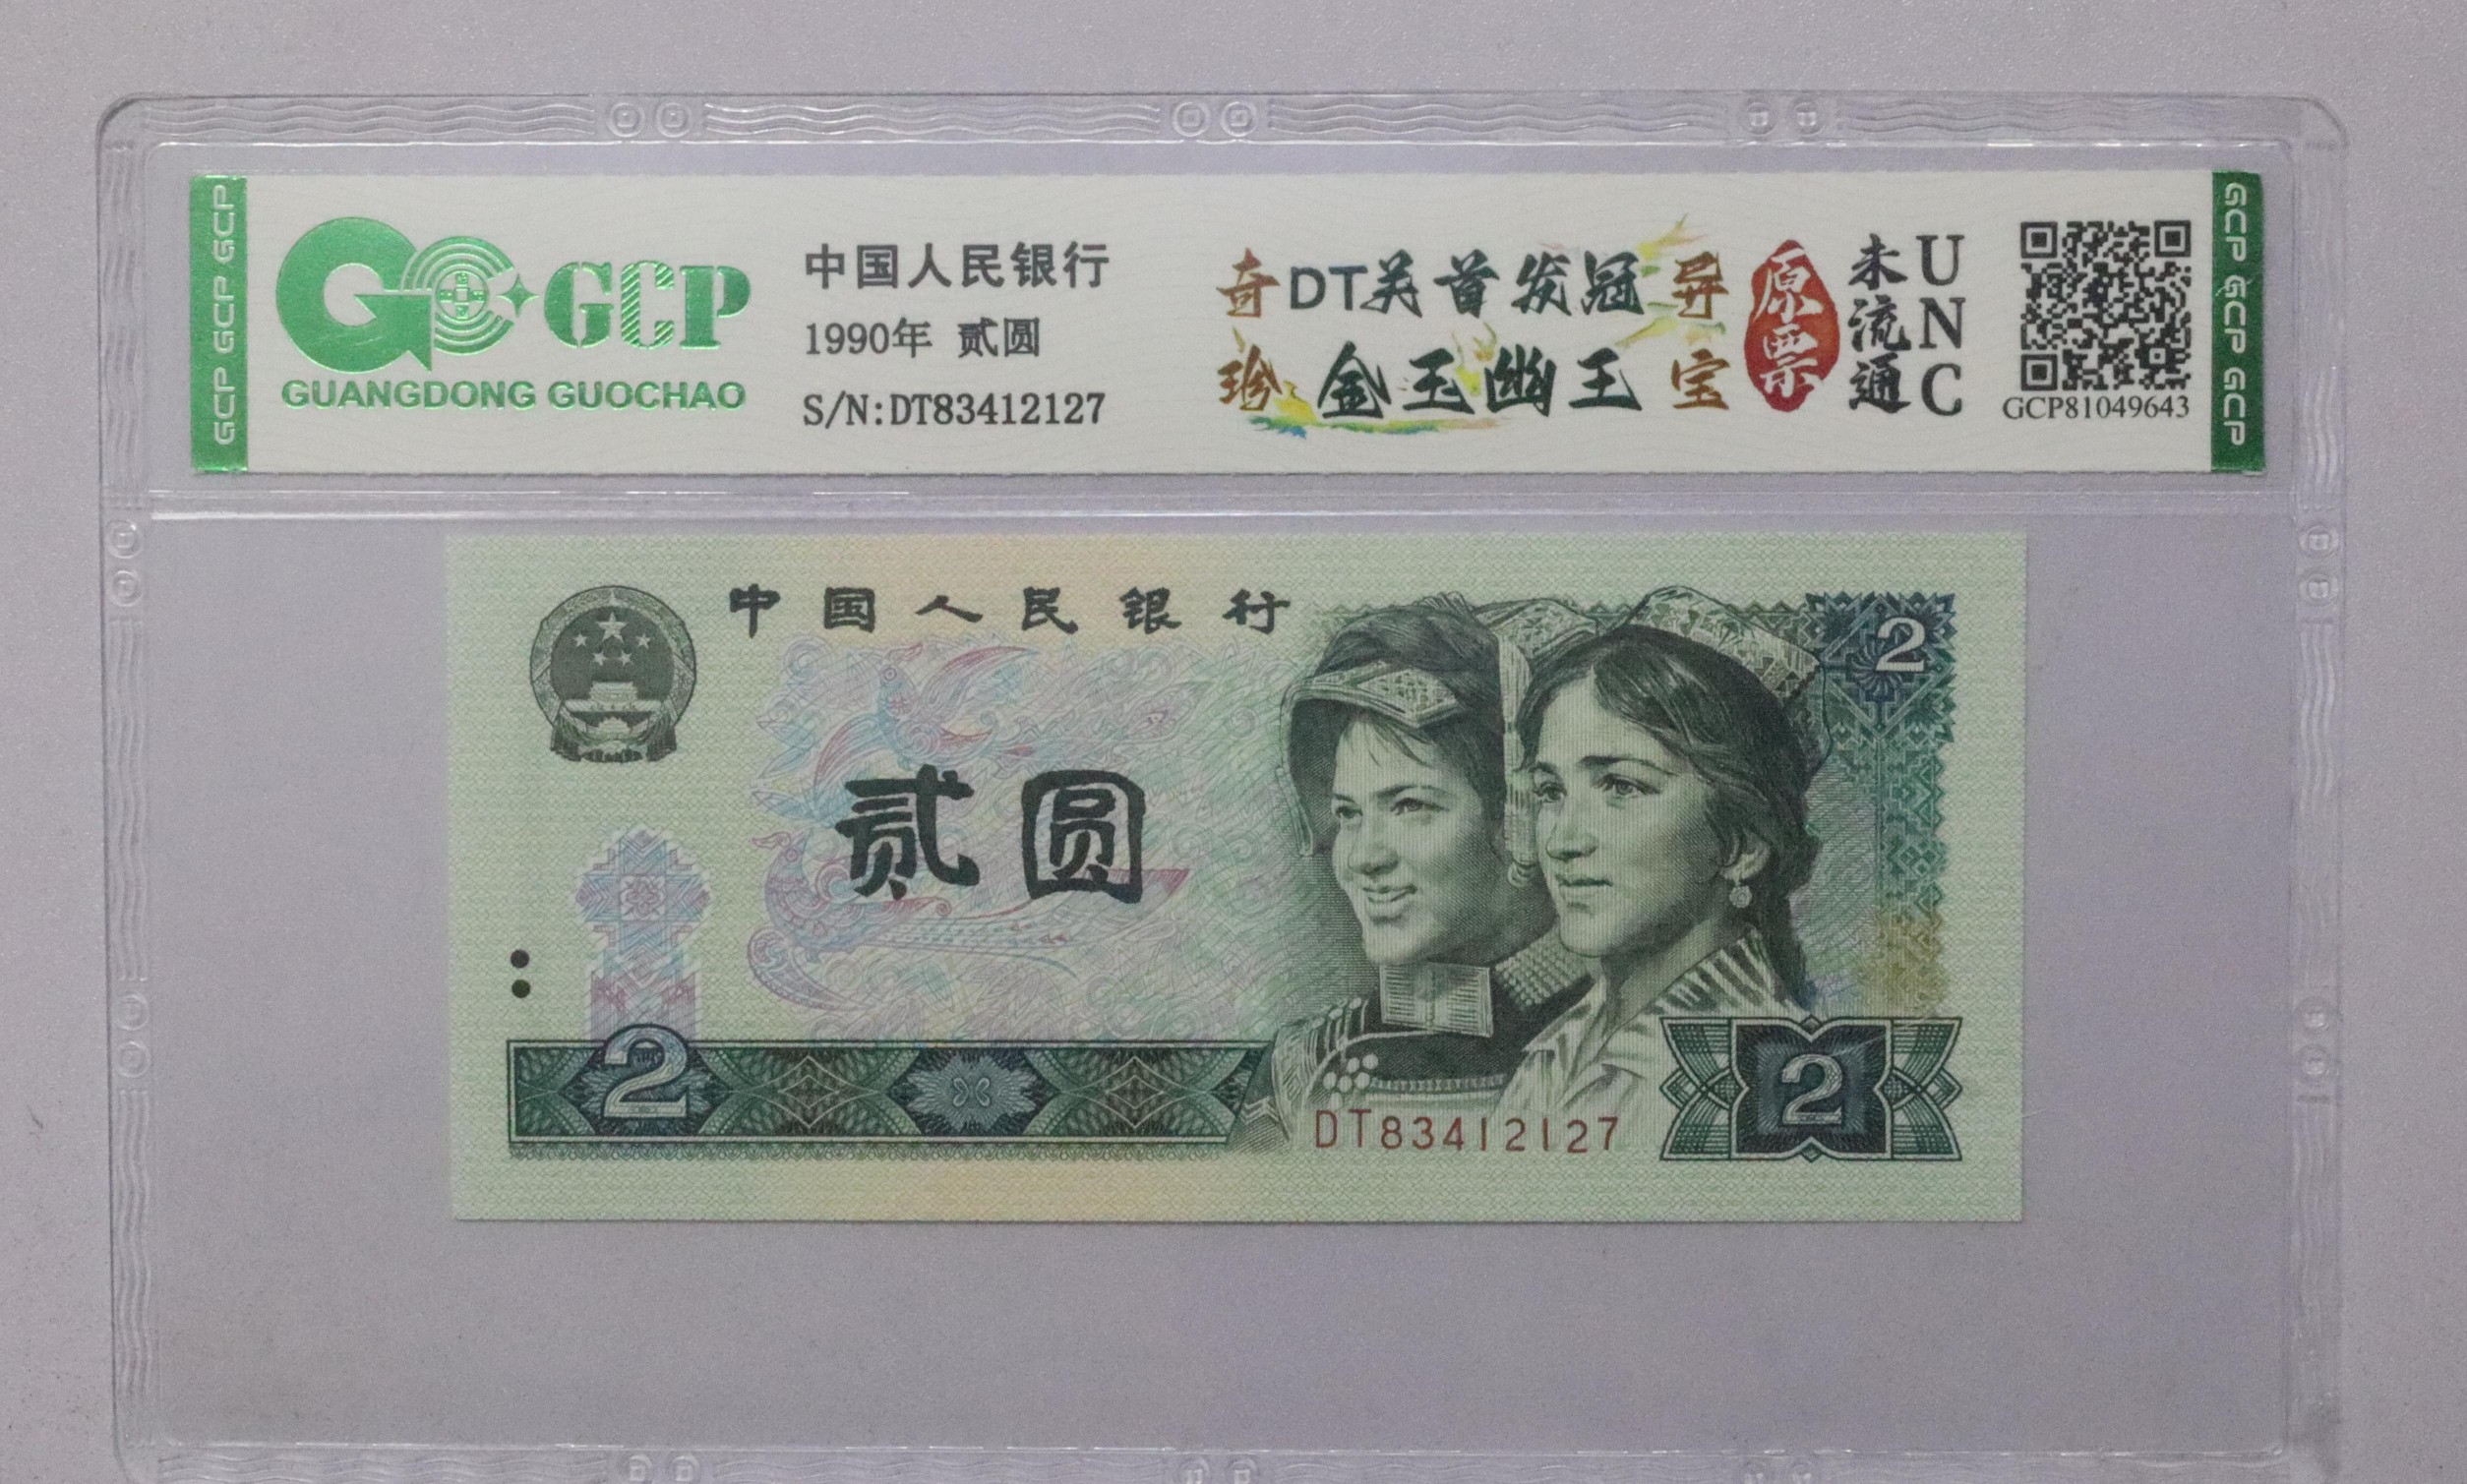 GCP GCP GCP
GCP
GUANGDONG GUOCHAO
中国人民银行
1990年 贰圆
S/N:DT83412127
奇DT关首发冠异
珍金玉幽王宝
原票
未流通
UNC
GCP81049643
GCP GCP GCP
中国人民银行
2
贰圆
2
2
DT83412127